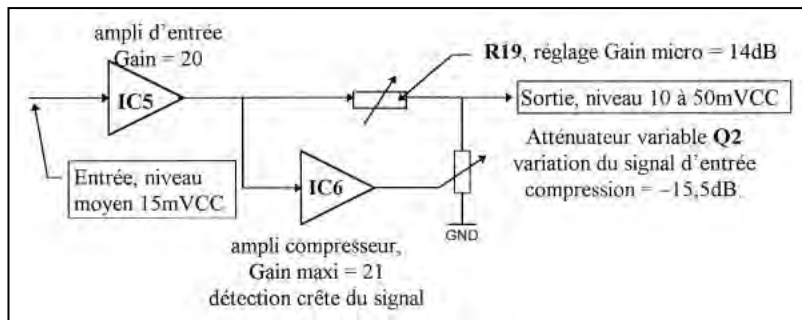 ampli d'entrée
Gain = 20
IC5
R19, réglage Gain micro = 14dB
Sortie, niveau 10 à 50mVCC
Entrée, niveau
moyen 15mVCC
IC6
Atténuateur variable Q2
variation du signal d'entrée
compression = –15,5dB
GND
ampli compresseur,
Gain maxi = 21
détection crête du signal